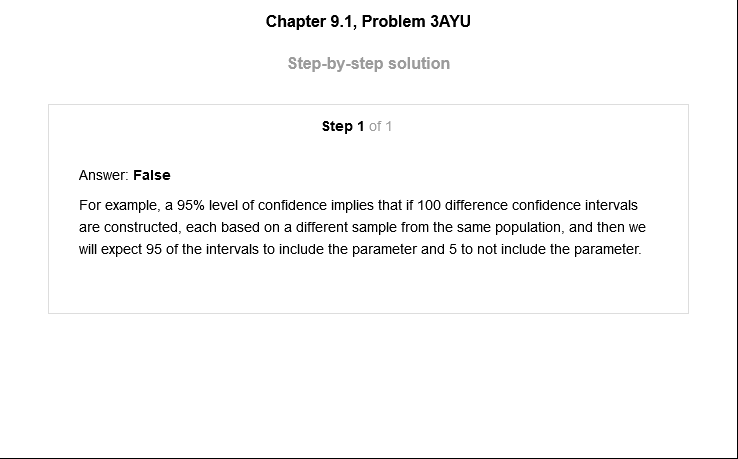 Chapter 9.1, Problem 3AYU
Step-by-step solution
Step 1 of 1
Answer: False
For example, a 95% level of confidence implies that if 100 difference confidence intervals
are constructed, each based on a different sample from the same population, and then we
will expect 95 of the intervals to include the parameter and 5 to not include the parameter.